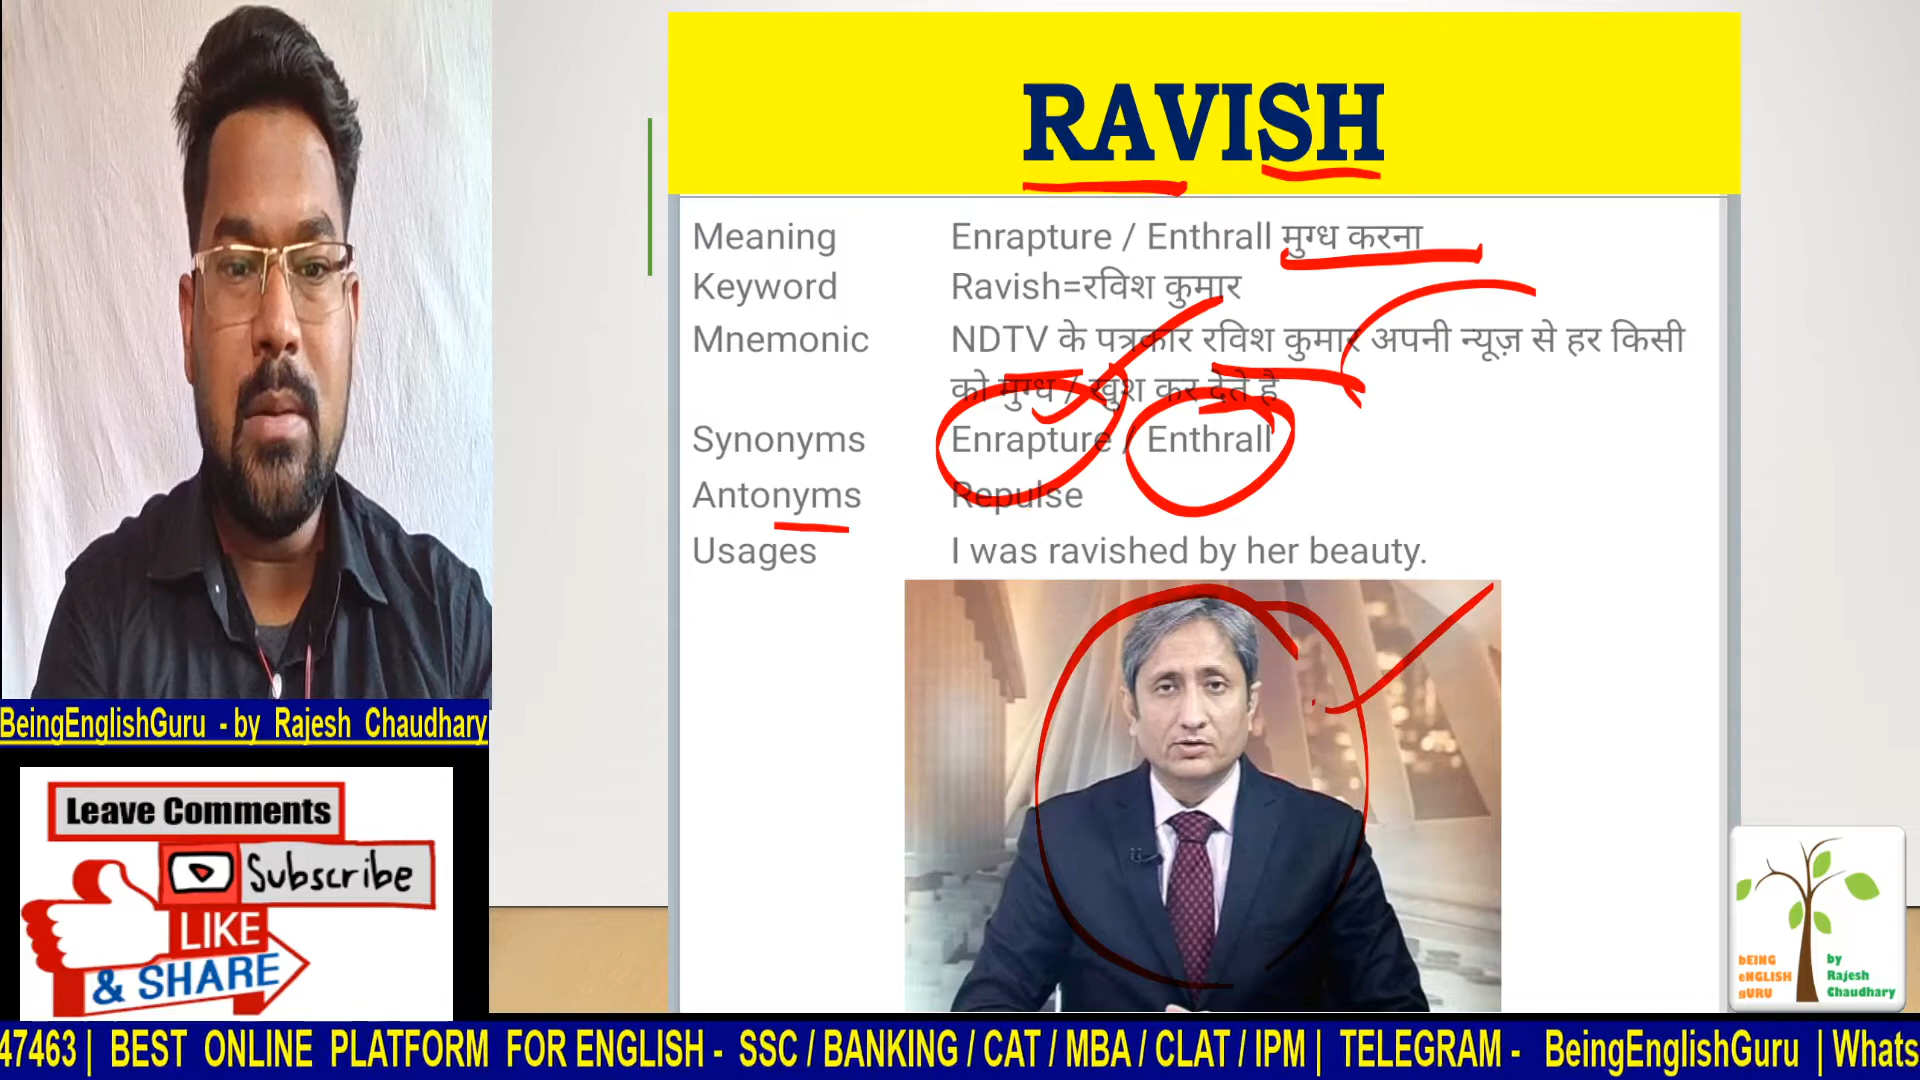 RAVISH
Meaning Enrapture / Enthrall मुग्ध करना
Keyword Ravish=रविश कुमार
Mnemonic NDTV के पत्रकार रविश कुमार अपनी न्यूज़ से हर किसी
को मुग्ध / खुश कर देते है
Synonyms Enrapture / Enthrall
Antonyms Repulse
Usages I was ravished by her beauty.
BeingEnglishGuru - by Rajesh Chaudhary
Leave Comments
Subscribe
LIKE
& SHARE
bEING
eNGLISH
gURU
by
Rajesh
Chaudhary
47463 | BEST ONLINE PLATFORM FOR ENGLISH - SSC / BANKING / CAT / MBA / CLAT / IPM | TELEGRAM - BeingEnglishGuru | Whats